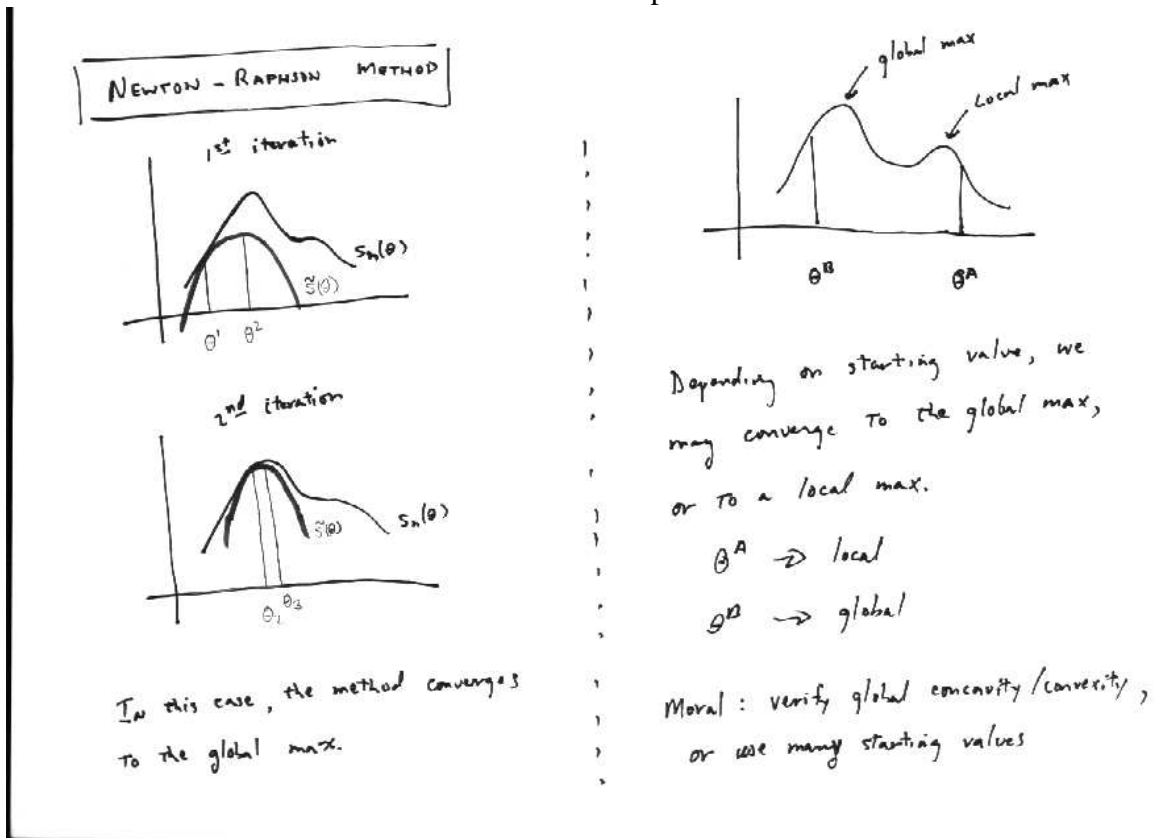 NEWTON - RAPHSON METHOD
1st iteration
Sn(θ)
s̃(θ)
θ¹ θ²
2nd iteration
Sn(θ)
s̃(θ)
θ₂ θ₃
In this case, the method converges
to the global max.
global max
Local max
θᴮ θᴬ
Depending on starting value, we
may converge to the global max,
or to a local max.
θᴬ → local
θᴮ → global
Moral: verify global concavity/convexity,
or use many starting values